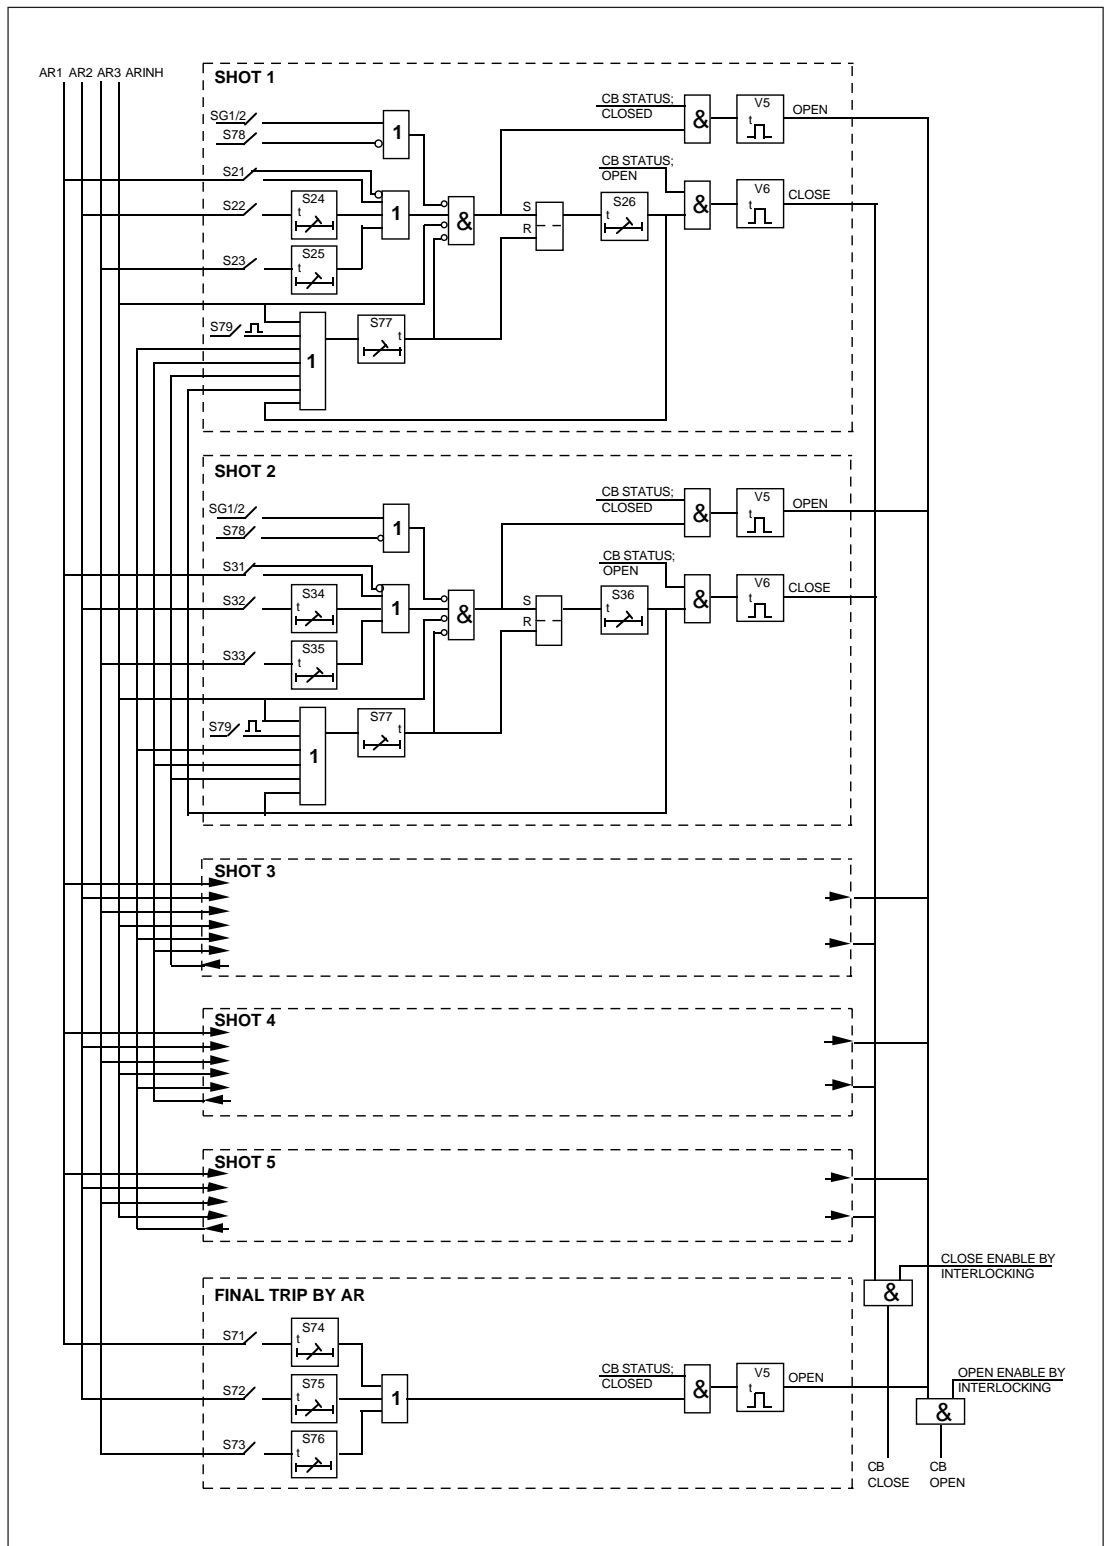 AR1 AR2 AR3 ARINH
SHOT 1
SG1/2
S78
1
CB STATUS;
CLOSED
&
V5
t
OPEN
S21
S22
S24
t
1
S23
S25
t
&
S
R
CB STATUS;
OPEN
S26
t
&
V6
t
CLOSE
S79
1
S77
t
SHOT 2
SG1/2
S78
1
CB STATUS;
CLOSED
&
V5
t
OPEN
S31
S32
S34
t
1
S33
S35
t
&
S
R
CB STATUS;
OPEN
S36
t
&
V6
t
CLOSE
S79
1
S77
t
SHOT 3
SHOT 4
SHOT 5
CLOSE ENABLE BY
INTERLOCKING
&
FINAL TRIP BY AR
S71
S74
t
S72
S75
t
1
S73
S76
t
CB STATUS;
CLOSED
&
V5
t
OPEN
OPEN ENABLE BY
INTERLOCKING
&
CB
CLOSE
CB
OPEN